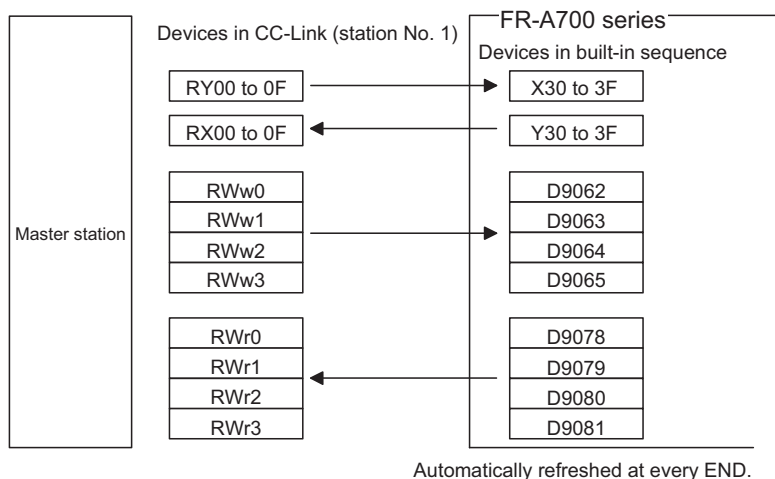 FR-A700 series
Devices in CC-Link (station No. 1)
Devices in built-in sequence
RY00 to 0F
X30 to 3F
RX00 to 0F
Y30 to 3F
Master station
RWw0
D9062
RWw1
D9063
RWw2
D9064
RWw3
D9065
RWr0
D9078
RWr1
D9079
RWr2
D9080
RWr3
D9081
Automatically refreshed at every END.